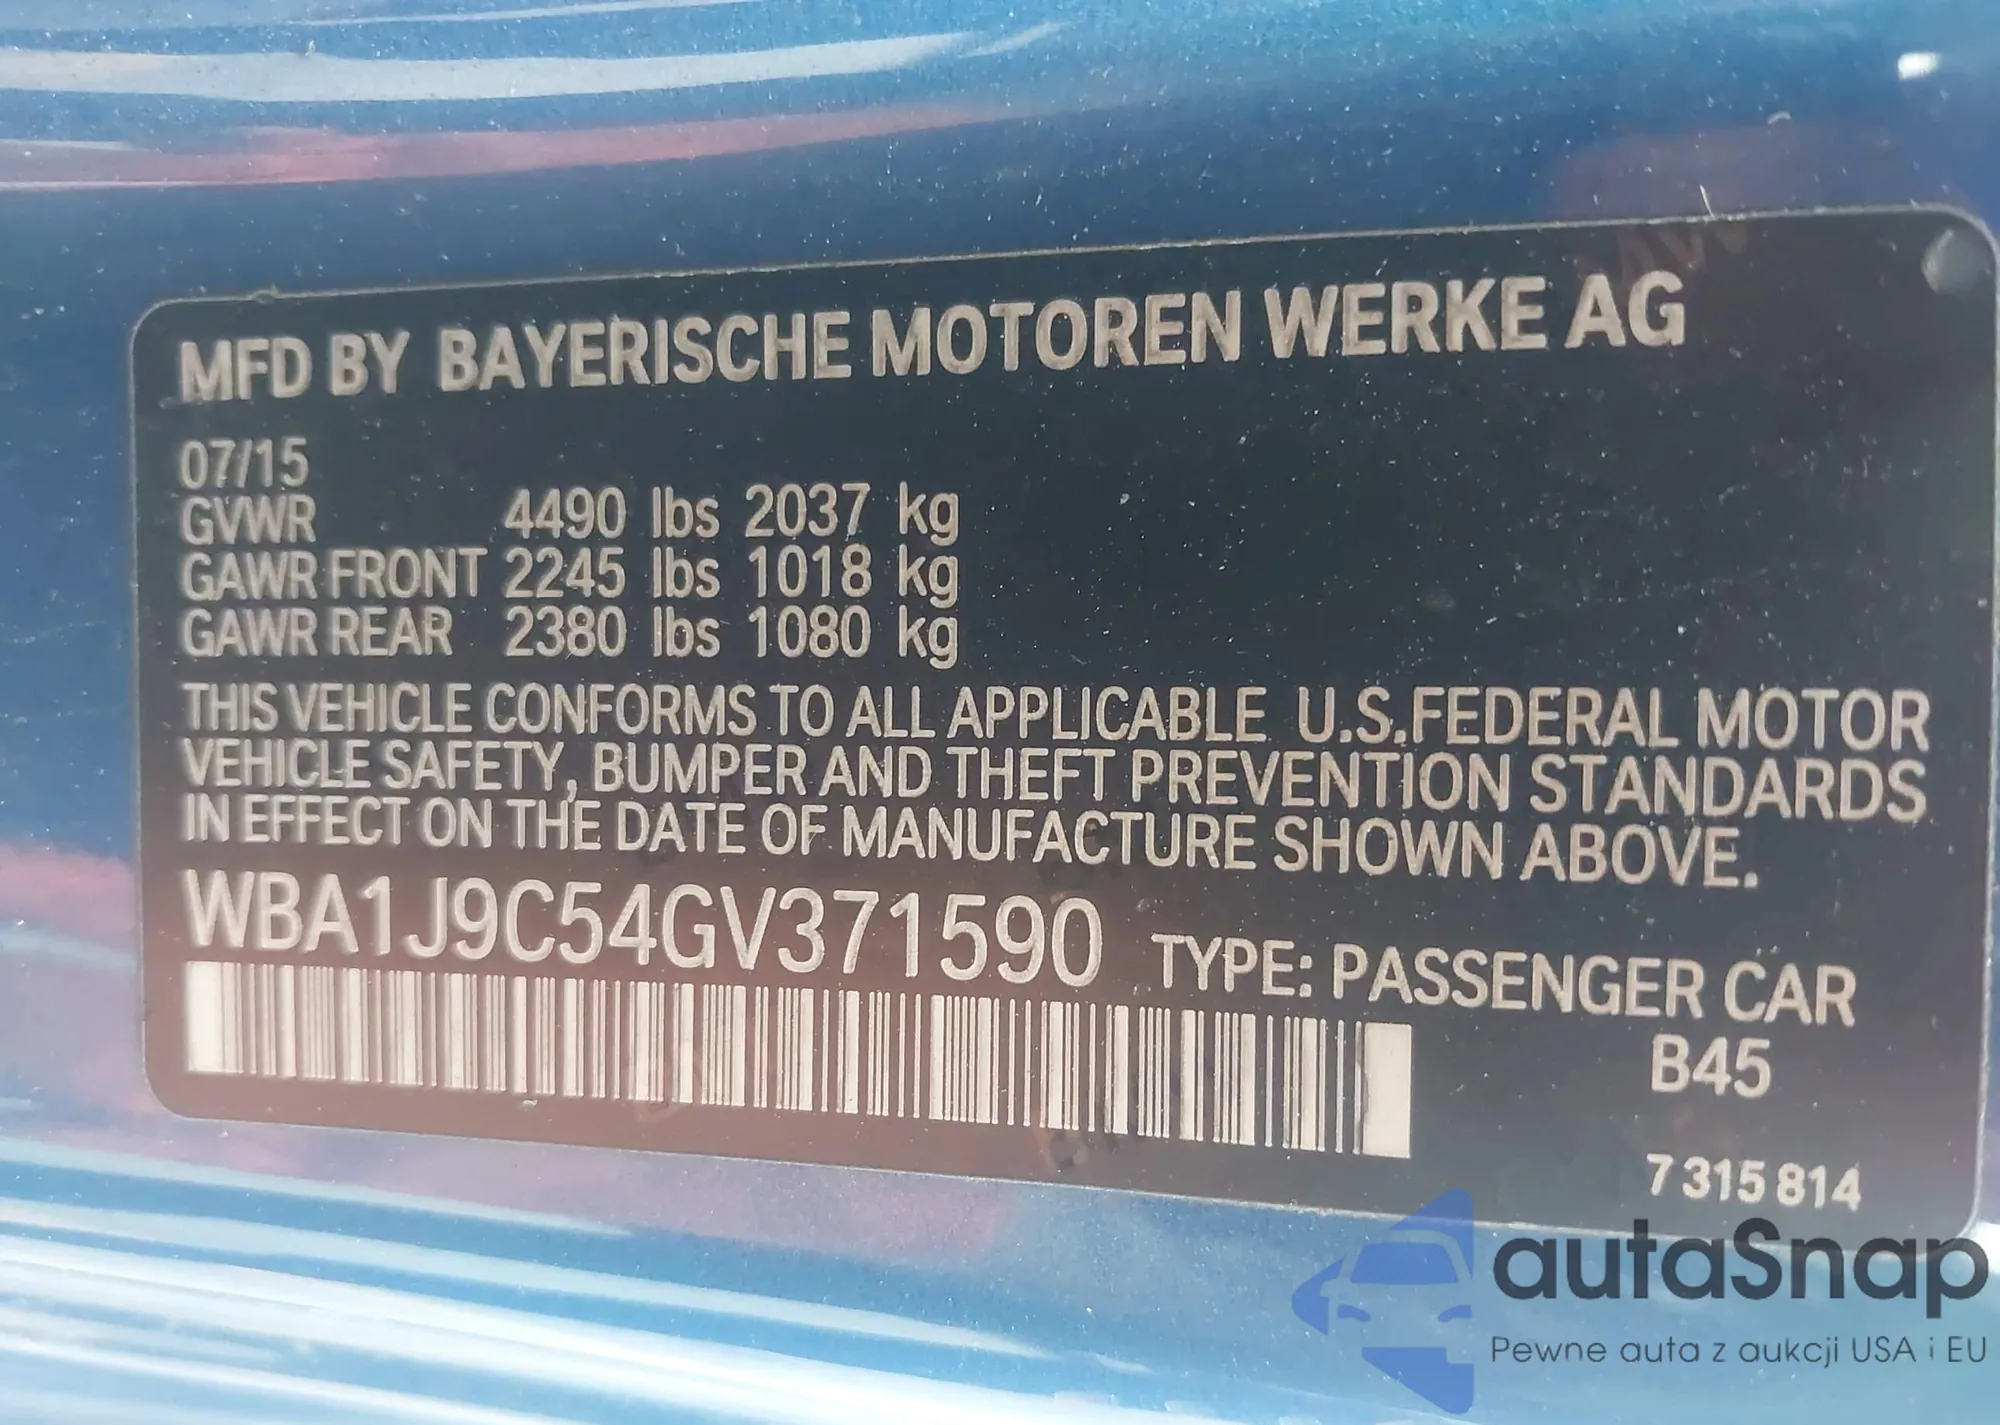 MFD BY BAYERISCHE MOTOREN WERKE AG
07/15
GVWR 4490 lbs 2037 kg
GAWR FRONT 2245 lbs 1018 kg
GAWR REAR 2380 lbs 1080 kg
THIS VEHICLE CONFORMS TO ALL APPLICABLE U.S.FEDERAL MOTOR
VEHICLE SAFETY, BUMPER AND THEFT PREVENTION STANDARDS
IN EFFECT ON THE DATE OF MANUFACTURE SHOWN ABOVE.
WBA1J9C54GV371590 TYPE: PASSENGER CAR
B45
7 315 814
autaSnap
Pewne auta z aukcji USA i EU